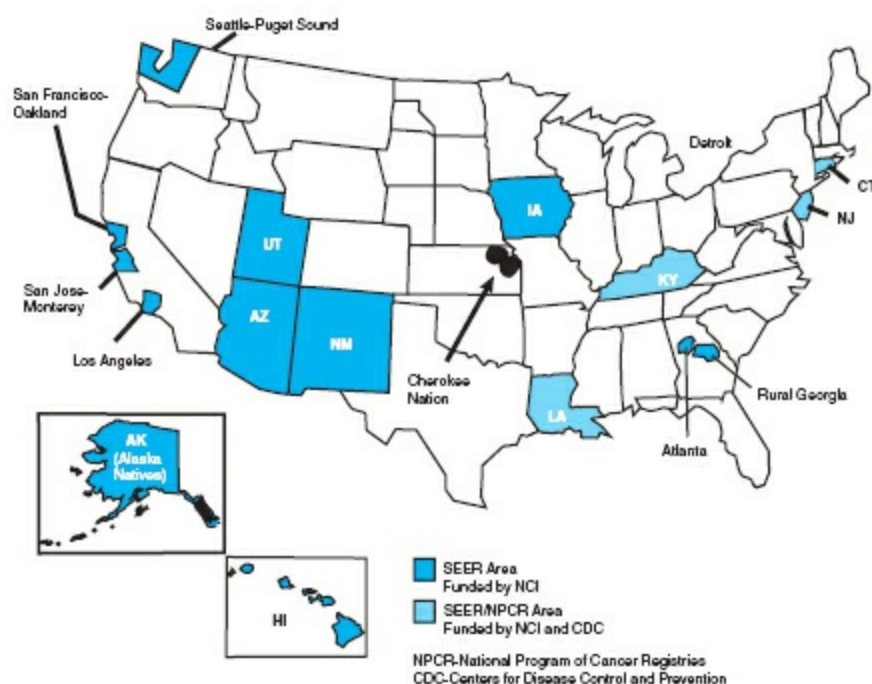 Seattle-Puget Sound
San Francisco-
Oakland
Detroit
CT
NJ
IA
UT
KY
San Jose-
Monterey
AZ
NM
Los Angeles
Cherokee
Nation
Rural Georgia
LA
Atlanta
AK
(Alaska
Natives)
HI
SEER Area
Funded by NCI
SEER/NPCR Area
Funded by NCI and CDC
NPCR-National Program of Cancer Registries
CDC-Centers for Disease Control and Prevention